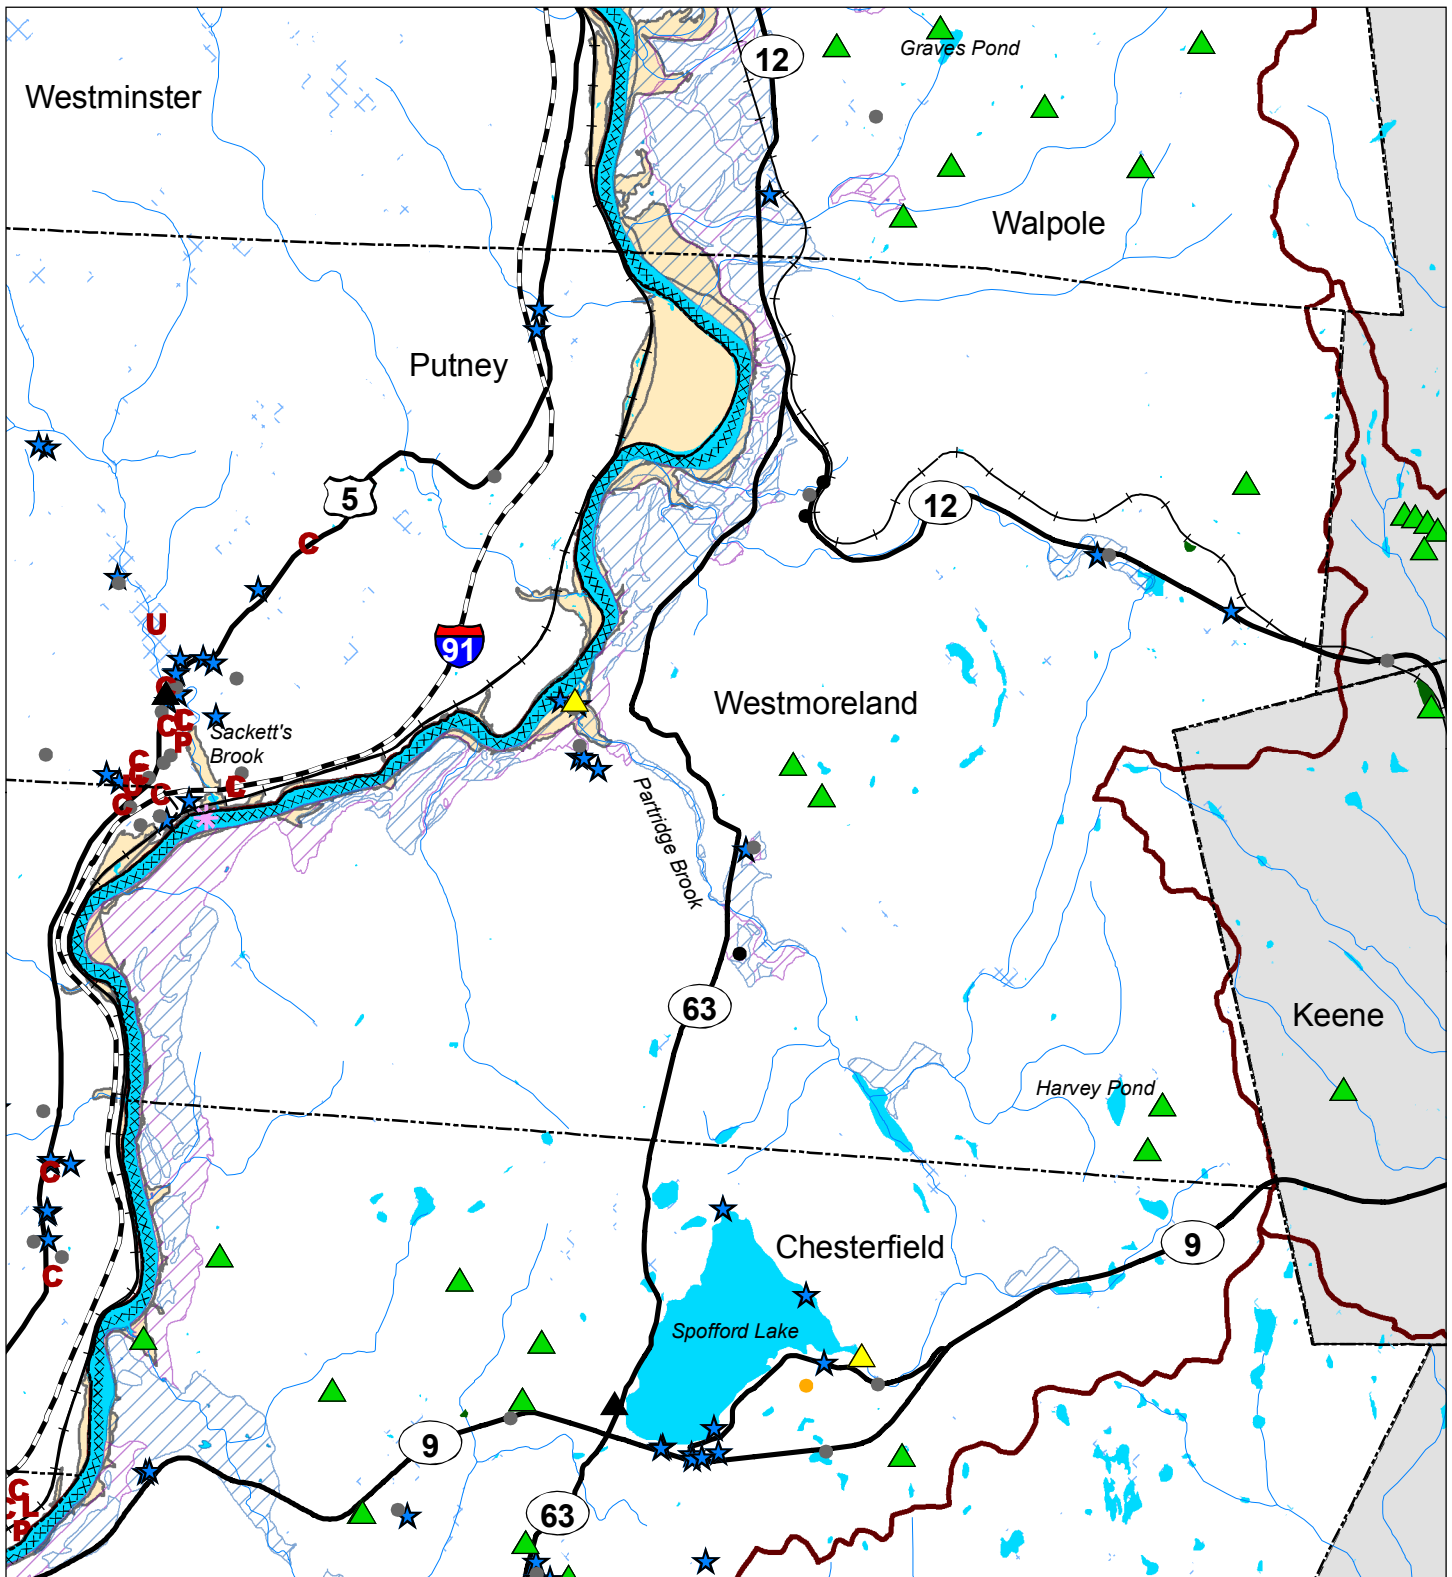 12
Graves Pond
Westminster
Walpole
Putney
5
12
C
U
91
Westmoreland
C
C
C
P
Sackett's
Brook
C
C
C
C
C
Partridge Brook
63
Keene
Harvey Pond
C
Chesterfield
9
C
Spofford Lake
9
C
L
P
63